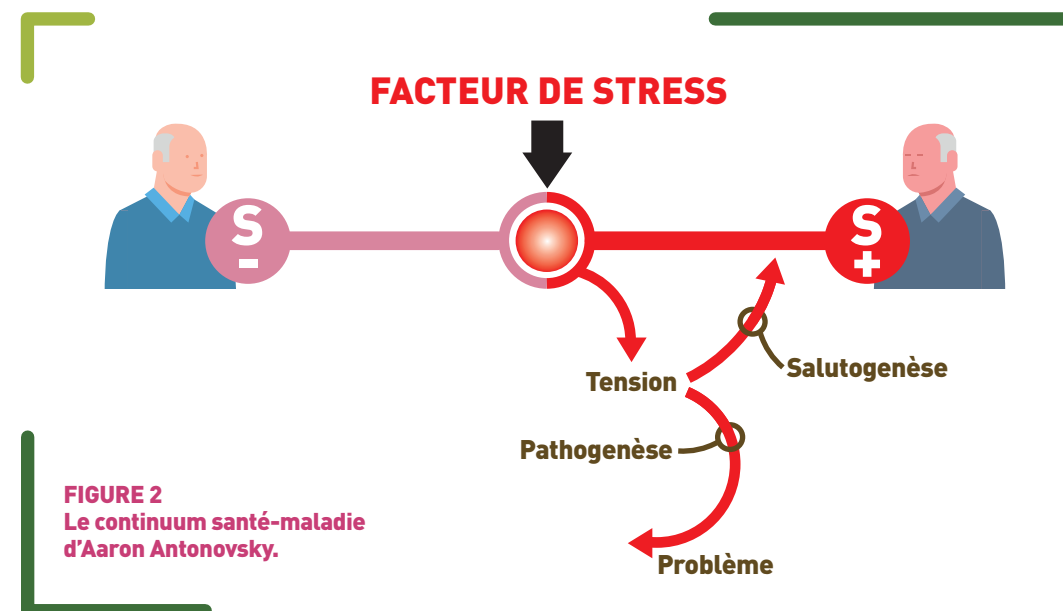 FACTEUR DE STRESS
S
-
S
+
Tension
Salutogenèse
Pathogenèse
Problème
FIGURE 2
Le continuum santé-maladie
d’Aaron Antonovsky.